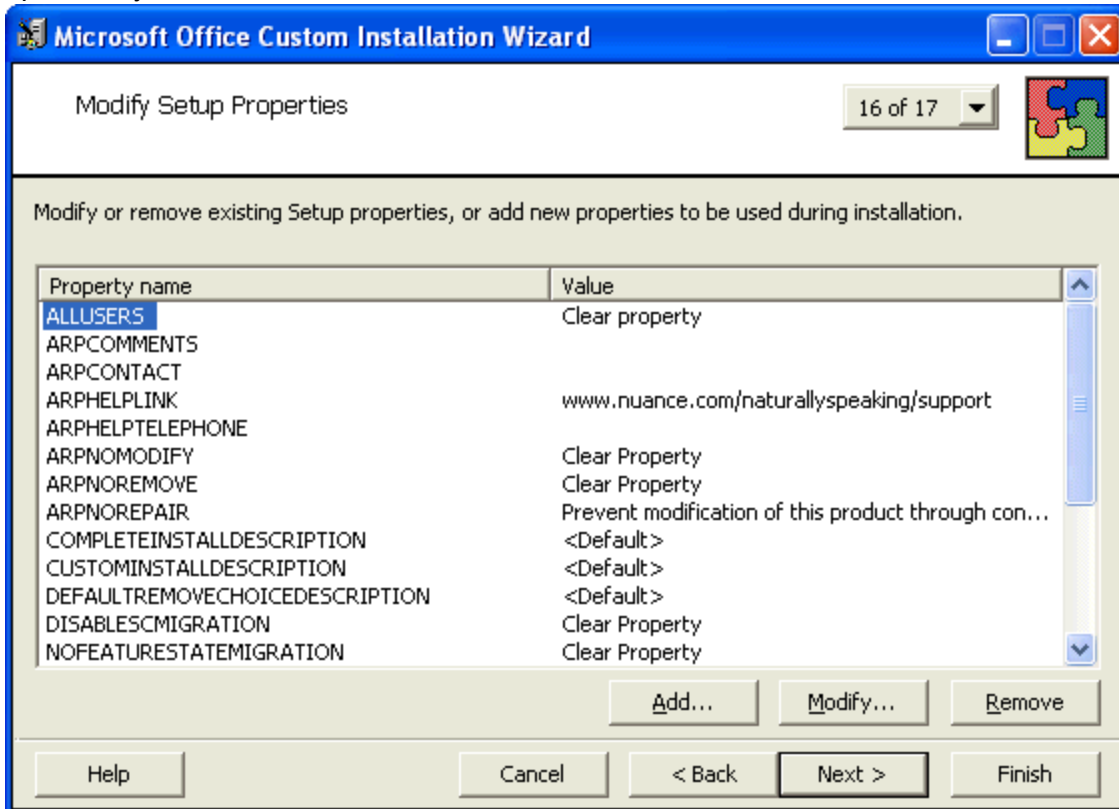 Microsoft Office Custom Installation Wizard
Modify Setup Properties
16 of 17
Modify or remove existing Setup properties, or add new properties to be used during installation.
Property name Value
ALLUSERS Clear property
ARPCOMMENTS
ARPCONTACT
ARPHELPLINK www.nuance.com/naturallyspeaking/support
ARPHELPTELEPHONE
ARPNOMODIFY Clear Property
ARPNOREMOVE Clear Property
ARPNOREPAIR Prevent modification of this product through con...
COMPLETEINSTALLDESCRIPTION <Default>
CUSTOMINSTALLDESCRIPTION <Default>
DEFAULTREMOVECHOICEDESCRIPTION <Default>
DISABLESCMIGRATION Clear Property
NOFEATURESTATEMIGRATION Clear Property
Add... Modify... Remove
Help Cancel < Back Next > Finish